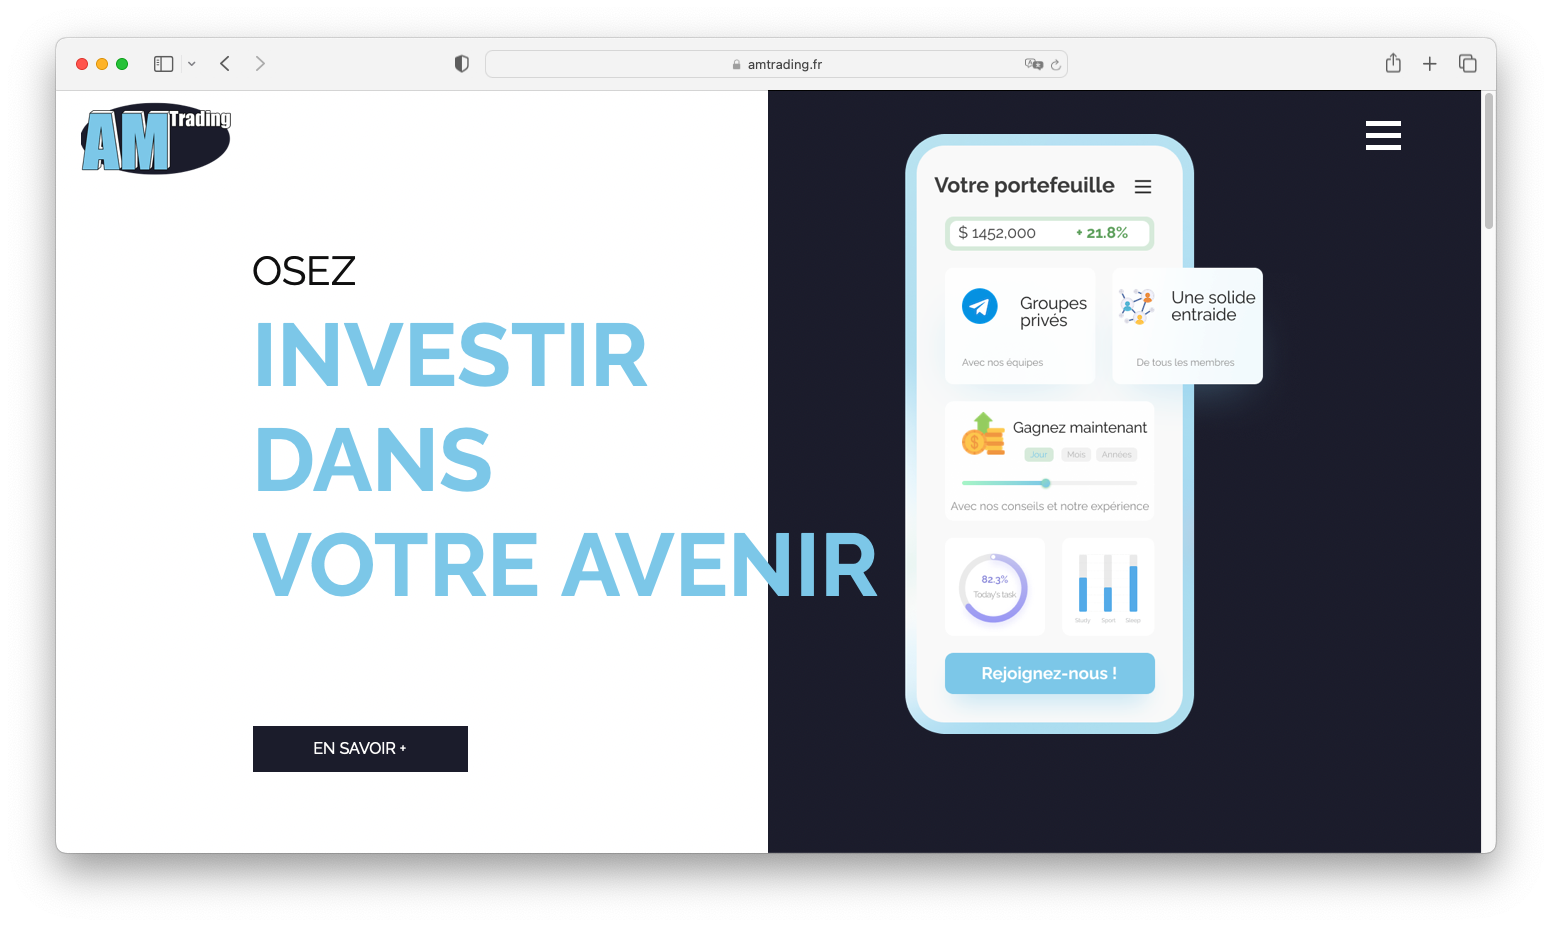 amtrading.fr
AM Trading
OSEZ
INVESTIR
DANS
VOTRE AVENIR
EN SAVOIR +
Votre portefeuille
$ 1452,000 + 21.8%
Groupes
privés
Avec nos équipes
Une solide
entraide
De tous les membres
Gagnez maintenant
Jour Mois Années
Avec nos conseils et notre expérience
82.3%
Today's task
Study Sport Sleep
Rejoignez-nous !